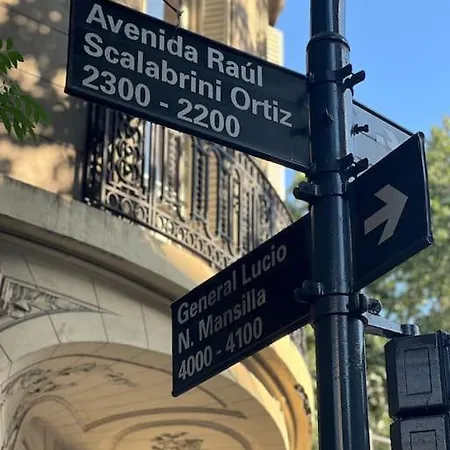 Avenida Raúl
Scalabrini Ortiz
2300 - 2200
General Lucio
N. Mansilla
4000 - 4100